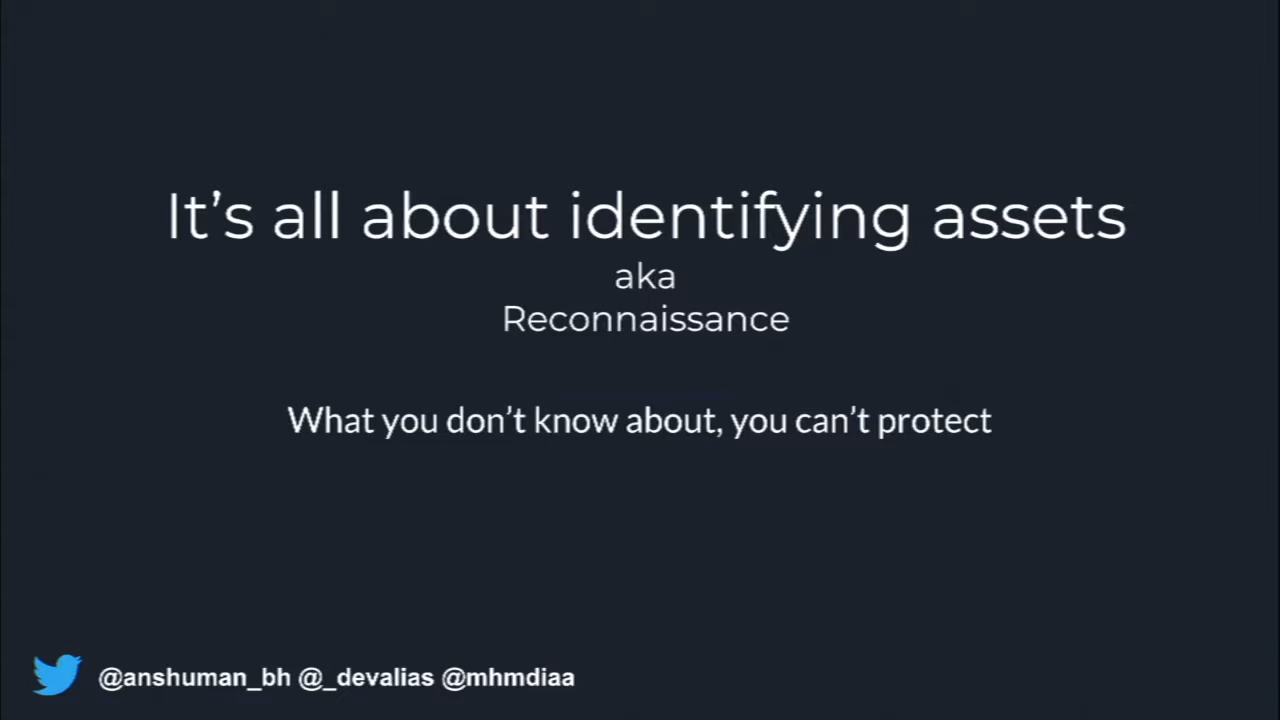 It's all about identifying assets
aka
Reconnaissance
What you don't know about, you can't protect
@anshuman_bh @_devalias @mhmdiaa